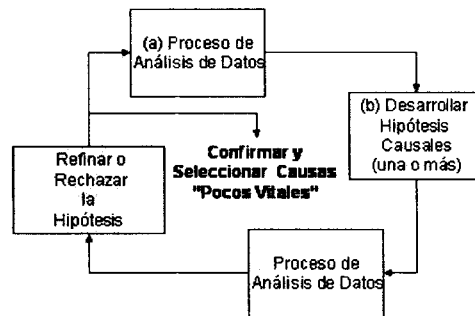 (a) Proceso de
Análisis de Datos
(b) Desarrollar
Hipótesis
Causales
(una o más)
Confirmar y
Seleccionar Causas
"Pocos Vitales"
Refinar o
Rechazar
la
Hipótesis
Proceso de
Análisis de Datos